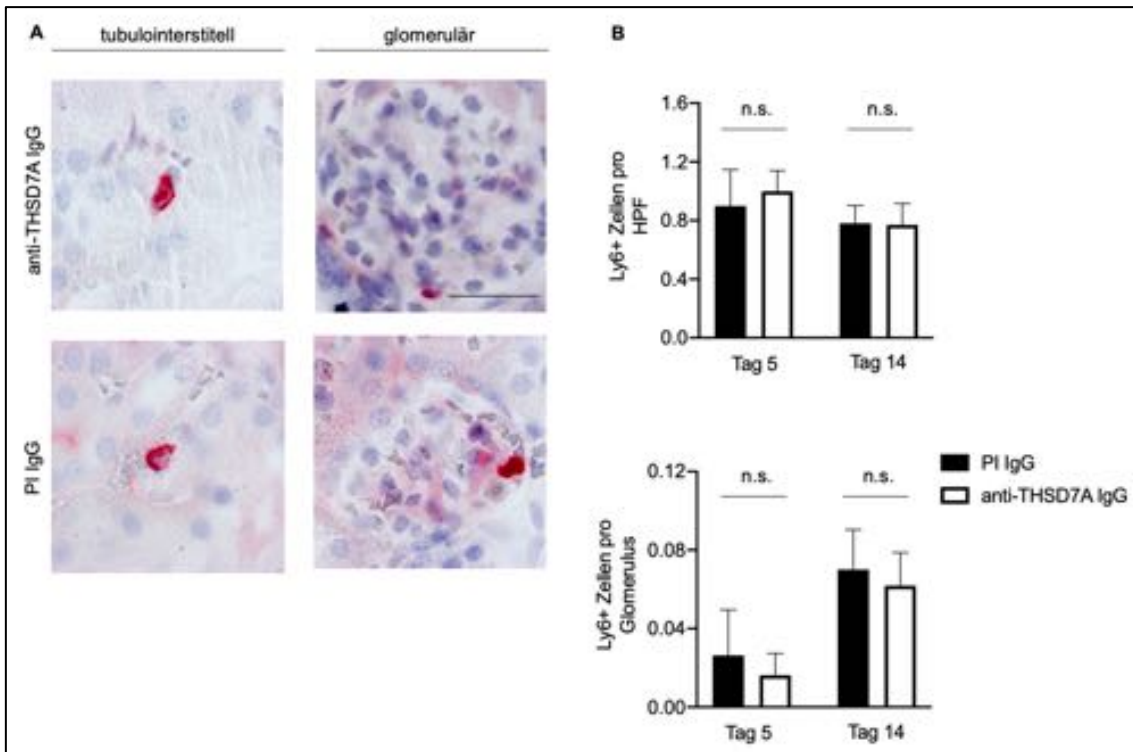 A
tubulointerstitell
glomerulär
anti-THSD7A IgG
PI IgG
B
Ly6+ Zellen pro
HPF
1.6
1.2
0.8
0.4
0.0
n.s.
n.s.
Tag 5
Tag 14
Ly6+ Zellen pro
Glomerulus
0.12
0.08
0.04
0.00
n.s.
n.s.
Tag 5
Tag 14
PI IgG
anti-THSD7A IgG